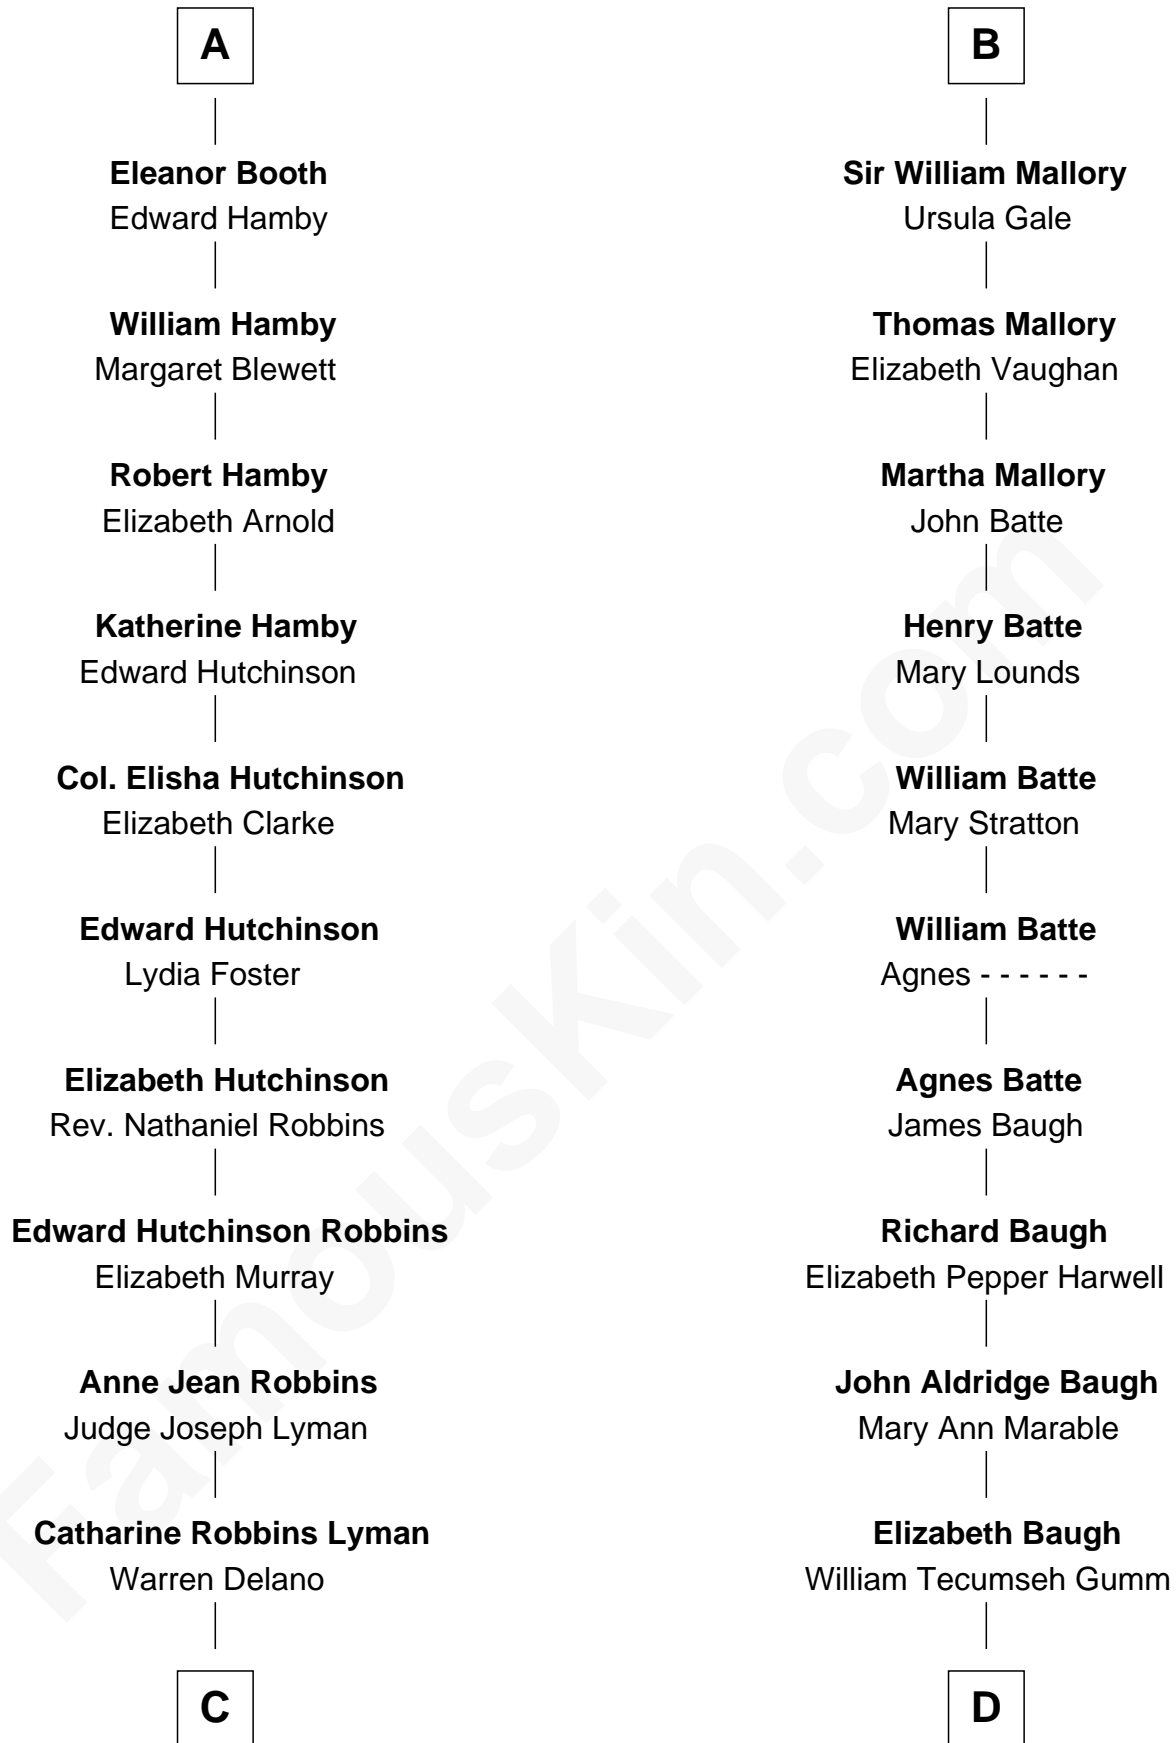 A
Eleanor Booth
Edward Hamby
William Hamby
Margaret Blewett
Robert Hamby
Elizabeth Arnold
Katherine Hamby
Edward Hutchinson
Col. Elisha Hutchinson
Elizabeth Clarke
Edward Hutchinson
Lydia Foster
Elizabeth Hutchinson
Rev. Nathaniel Robbins
Edward Hutchinson Robbins
Elizabeth Murray
Anne Jean Robbins
Judge Joseph Lyman
Catharine Robbins Lyman
Warren Delano
C
B
Sir William Mallory
Ursula Gale
Thomas Mallory
Elizabeth Vaughan
Martha Mallory
John Batte
Henry Batte
Mary Lounds
William Batte
Mary Stratton
William Batte
Agnes - - - - - -
Agnes Batte
James Baugh
Richard Baugh
Elizabeth Pepper Harwell
John Aldridge Baugh
Mary Ann Marable
Elizabeth Baugh
William Tecumseh Gumm
D
FamousKin.com